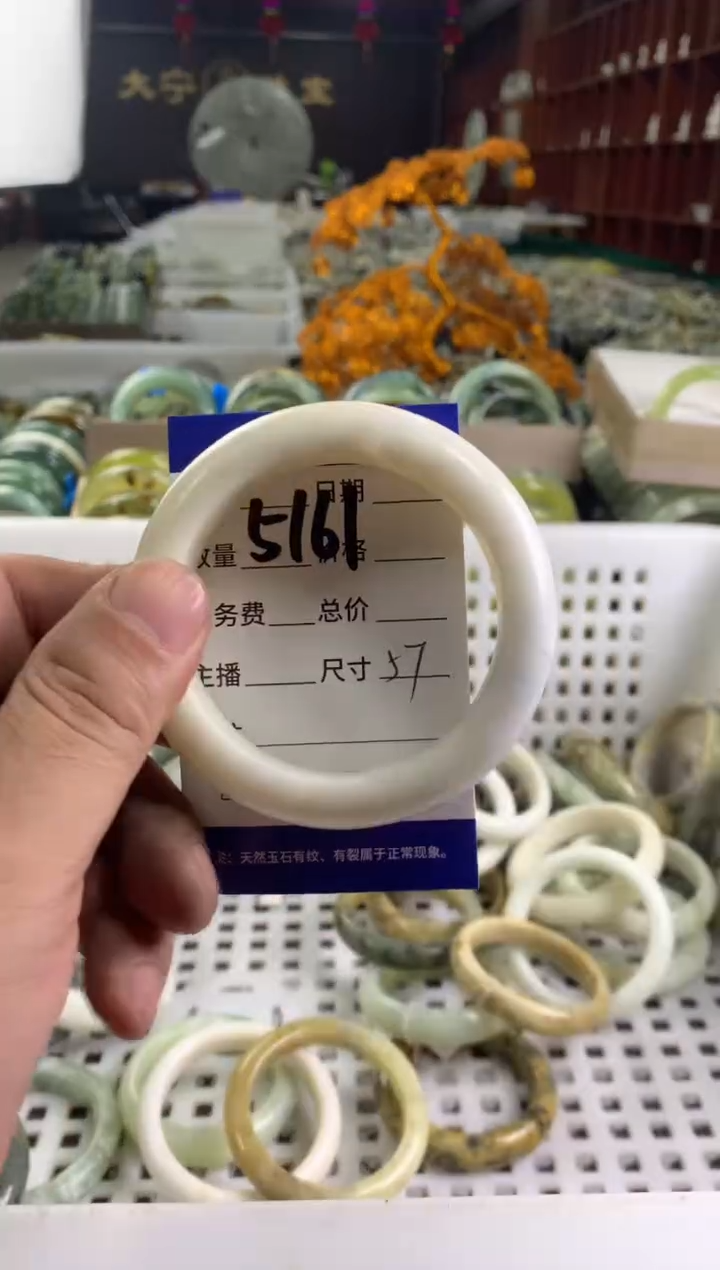 大宁
日期
5161
数量 价格
务费 总价
主播 尺寸 57
注：天然玉石有纹、有裂属于正常现象。